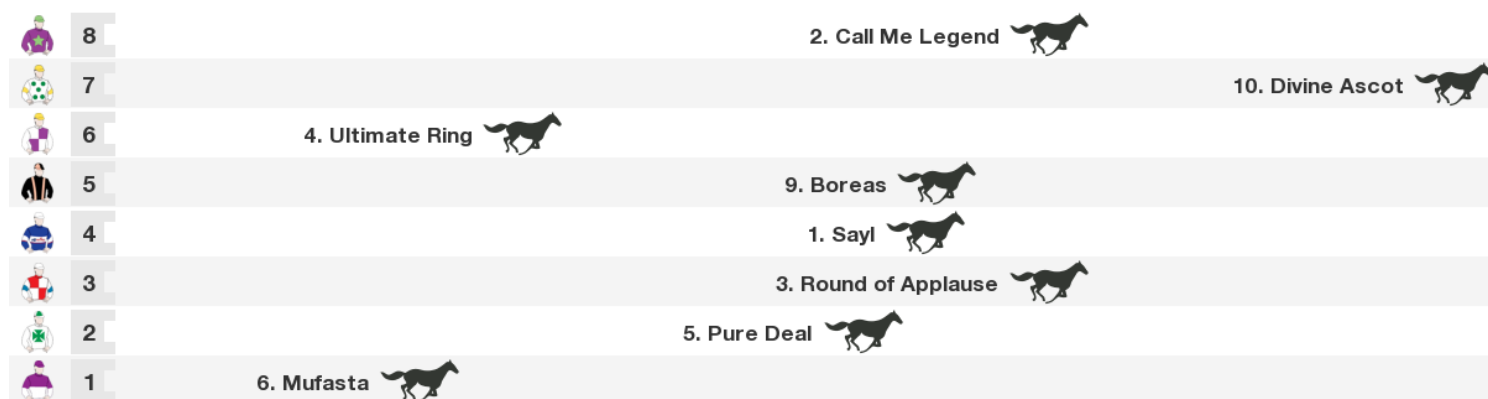 8 2. Call Me Legend
7 10. Divine Ascot
6 4. Ultimate Ring
5 9. Boreas
4 1. Sayl
3 3. Round of Applause
2 5. Pure Deal
1 6. Mufasta